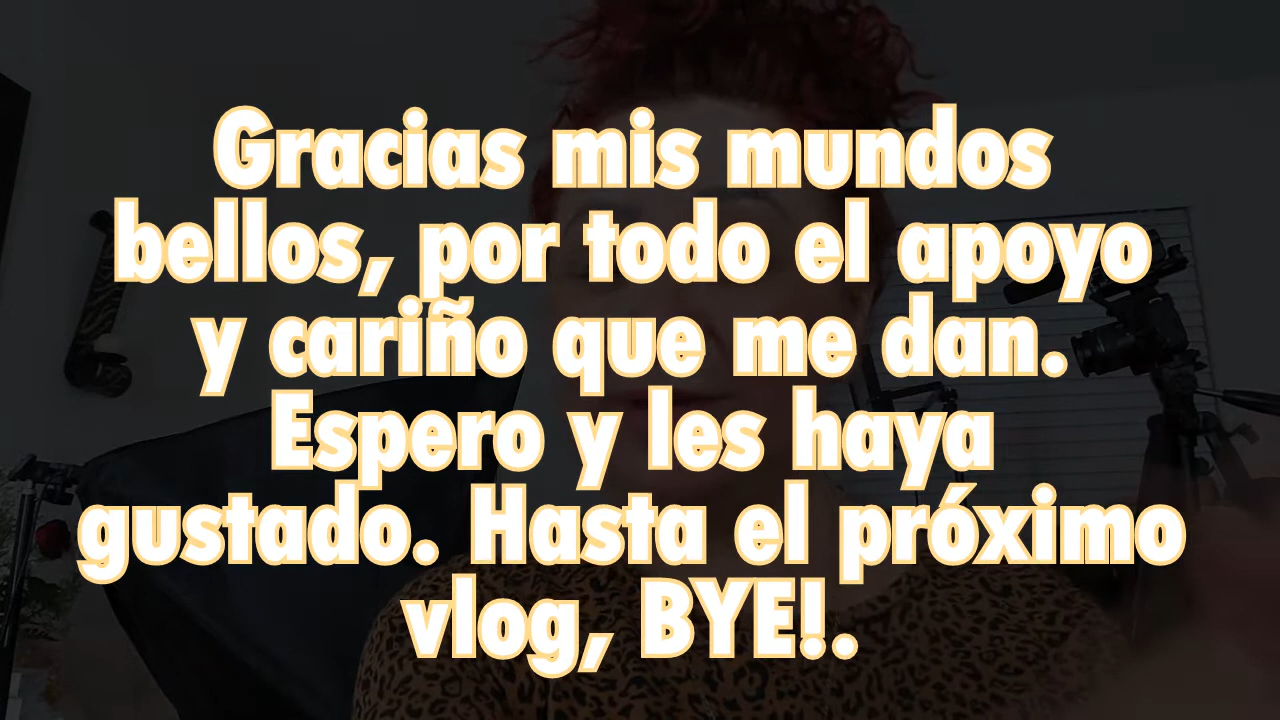 Gracias mis mundos
bellos, por todo el apoyo
y cariño que me dan.
Espero y les haya
gustado. Hasta el próximo
vlog, BYE!.